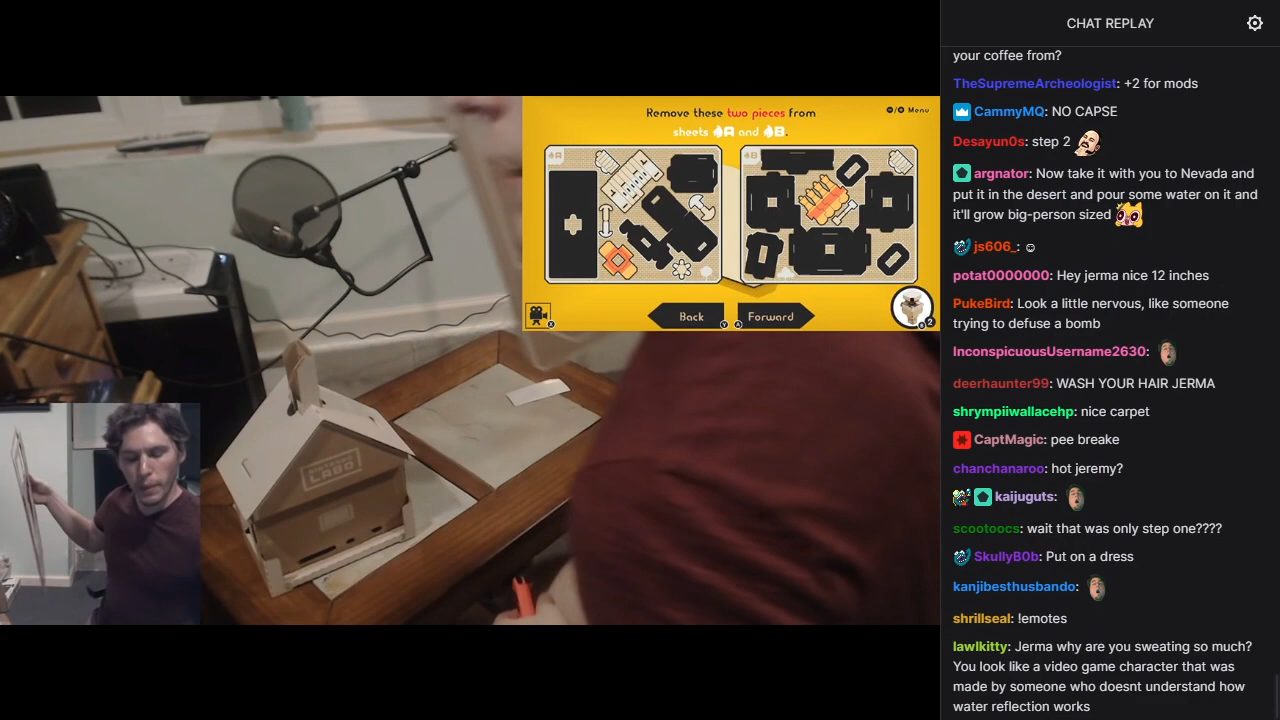 Remove these two pieces from
sheets A and B.
⊖/⊕ Menu
A
B
Back
Forward
X
Y
A
2
NINTENDO
LABO
CHAT REPLAY
your coffee from?
TheSupremeArcheologist: +2 for mods
CammyMQ: NO CAPSE
Desayun0s: step 2
argnator: Now take it with you to Nevada and
put it in the desert and pour some water on it and
it'll grow big-person sized
js606_: ☺
potat0000000: Hey jerma nice 12 inches
PukeBird: Look a little nervous, like someone
trying to defuse a bomb
InconspicuousUsername2630:
deerhaunter99: WASH YOUR HAIR JERMA
shrympiiwallacehp: nice carpet
CaptMagic: pee breake
chanchanaroo: hot jeremy?
kaijuguts:
scootoocs: wait that was only step one????
SkullyB0b: Put on a dress
kanjibesthusbando:
shrillseal: !emotes
lawlkitty: Jerma why are you sweating so much?
You look like a video game character that was
made by someone who doesnt understand how
water reflection works